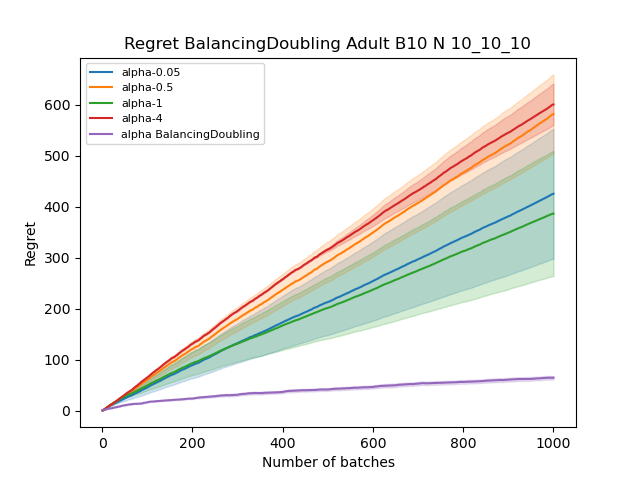 Regret BalancingDoubling Adult B10 N 10_10_10
alpha-0.05
alpha-0.5
alpha-1
alpha-4
alpha BalancingDoubling
600
500
400
300
200
100
0
Regret
0 200 400 600 800 1000
Number of batches